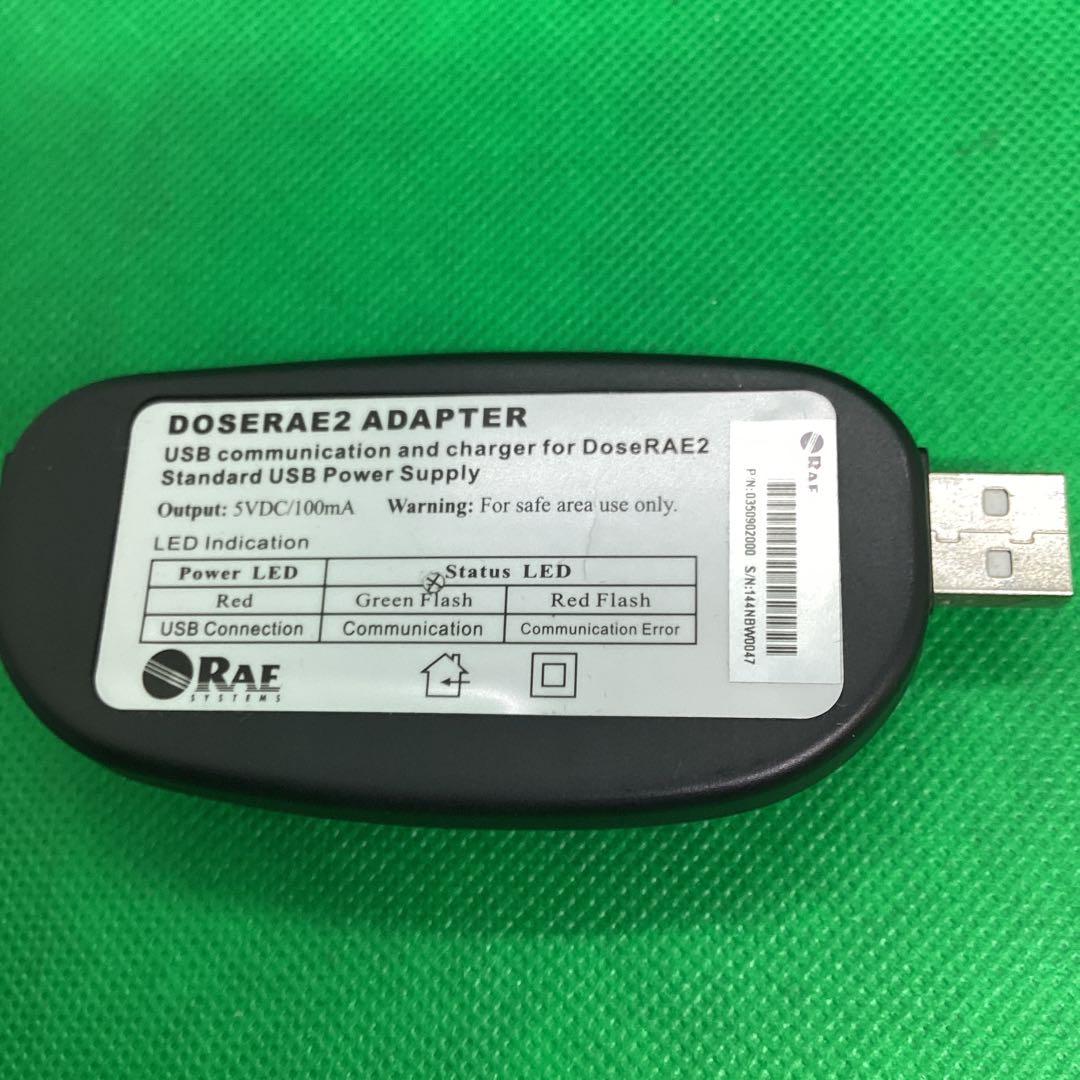 DOSERAE2 ADAPTER
USB communication and charger for DoseRAE2
Standard USB Power Supply
Output: 5VDC/100mA Warning: For safe area use only.
LED Indication
Power LED Status LED
Red Green Flash Red Flash
USB Connection Communication Communication Error
RAE
SYSTEMS
RAE
P/N:0350902000 S/N:144NBW0047